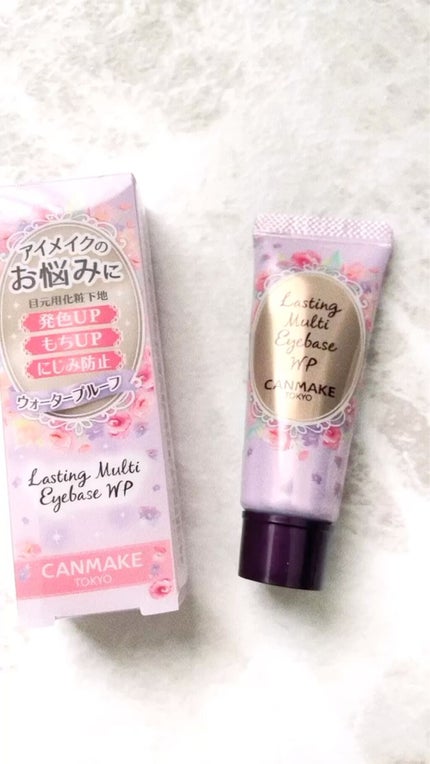 アイメイクの
お悩みに
目元用化粧下地
発色UP
もちUP
にじみ防止
ウォータープルーフ
Lasting Multi
Eyebase WP
CANMAKE
TOKYO
Lasting
Multi
Eyebase
WP
CANMAKE
TOKYO